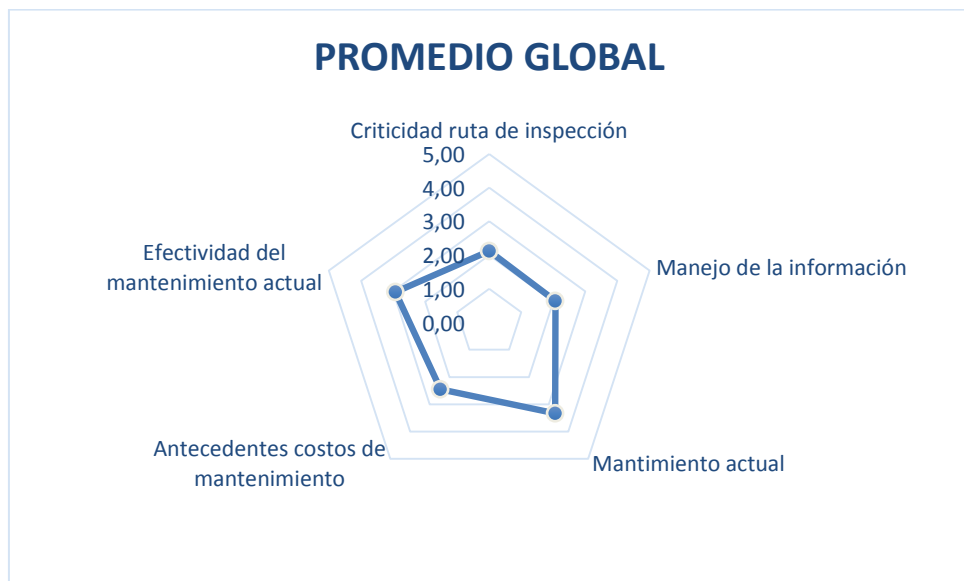 PROMEDIO GLOBAL
Criticidad ruta de inspección
5,00
4,00
3,00
2,00
1,00
0,00
Manejo de la información
Mantimiento actual
Antecedentes costos de
mantenimiento
Efectividad del
mantenimiento actual